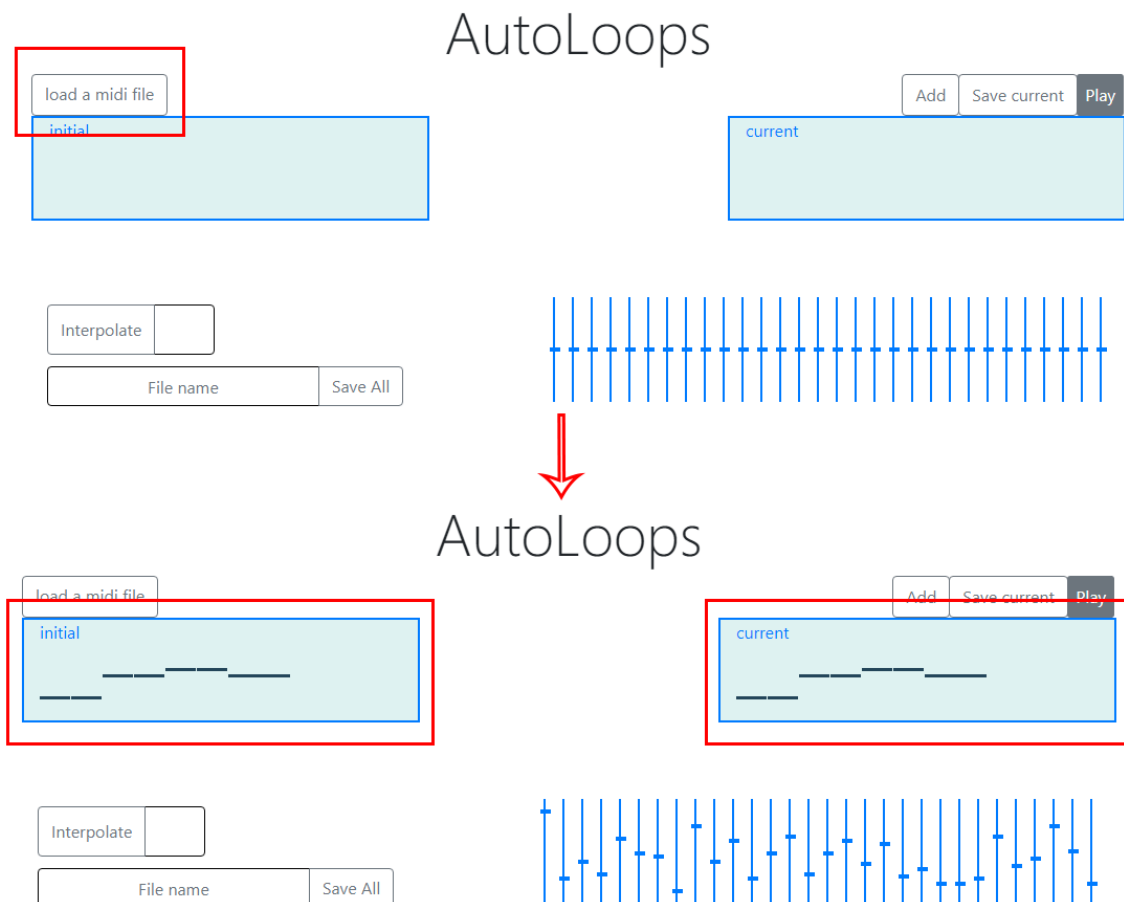 AutoLoops
load a midi file
Add Save current Play
initial
current
Interpolate
File name Save All
AutoLoops
load a midi file
Add Save current Play
initial
current
Interpolate
File name Save All